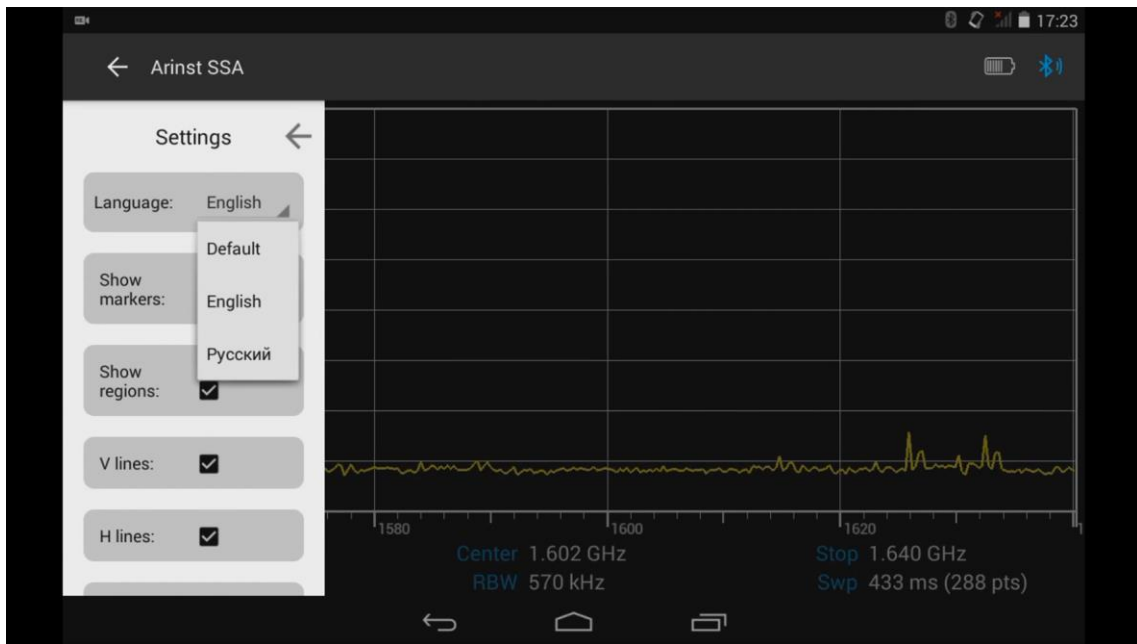 17:23
Arinst SSA
Settings
Language: English
Default
English
Русский
Show
markers:
Show
regions:
V lines:
H lines:
1580 1600 1620
Center 1.602 GHz Stop 1.640 GHz
RBW 570 kHz Swp 433 ms (288 pts)